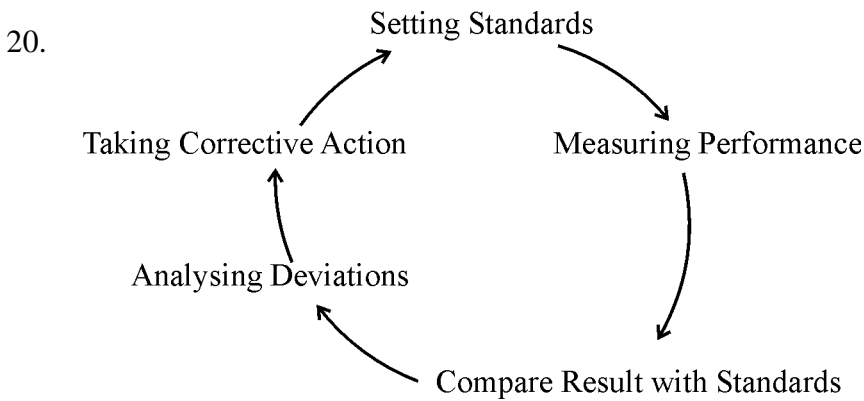 20.
Setting Standards
Taking Corrective Action
Measuring Performance
Analysing Deviations
Compare Result with Standards